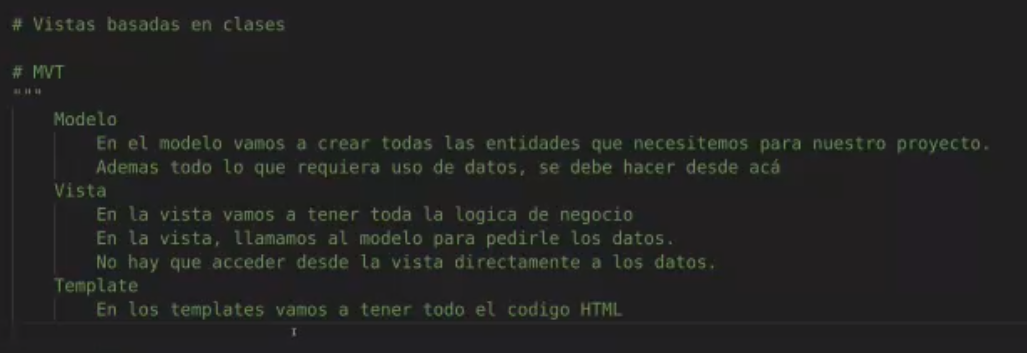 # Vistas basadas en clases
# MVT
"""
Modelo
En el modelo vamos a crear todas las entidades que necesitemos para nuestro proyecto.
Ademas todo lo que requiera uso de datos, se debe hacer desde acá
Vista
En la vista vamos a tener toda la logica de negocio
En la vista, llamamos al modelo para pedirle los datos.
No hay que acceder desde la vista directamente a los datos.
Template
En los templates vamos a tener todo el codigo HTML